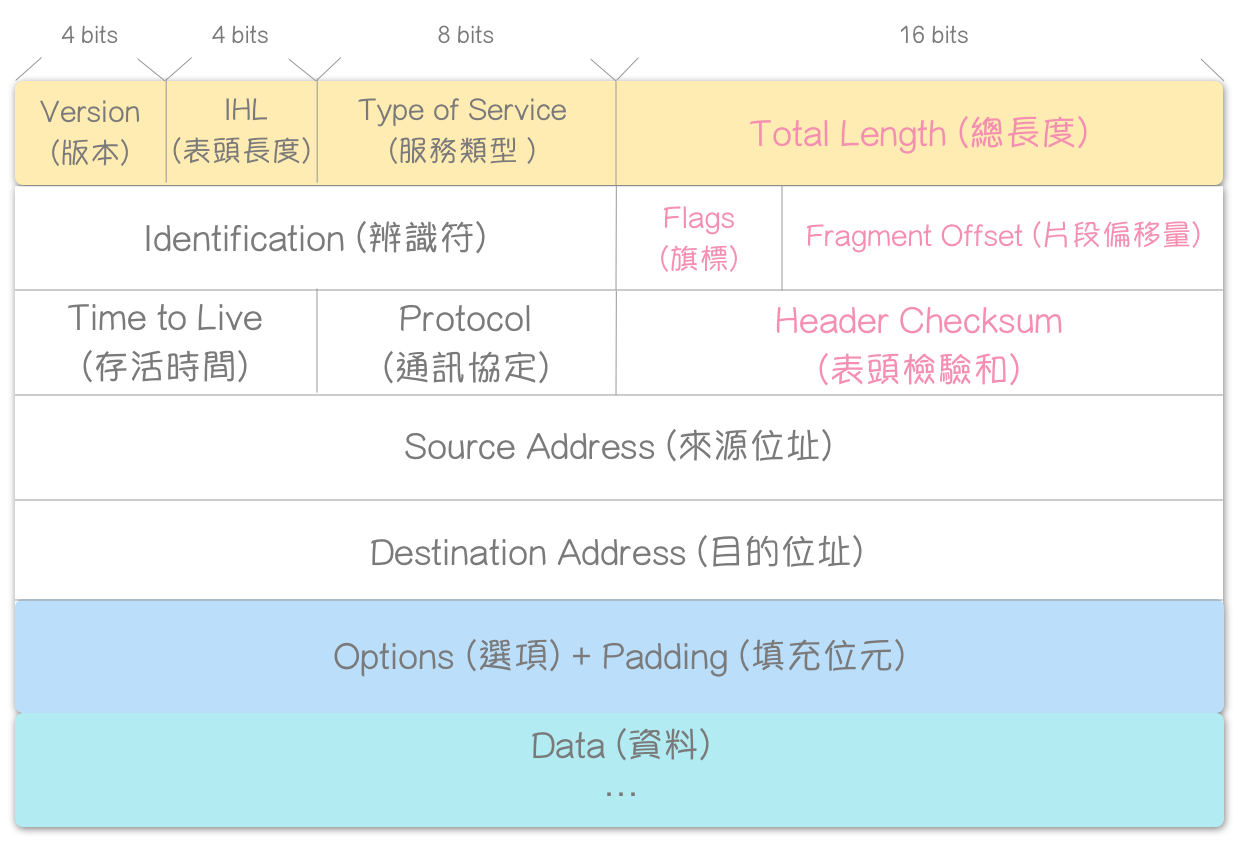 4 bits
4 bits
8 bits
16 bits
Version
(版本)
IHL
(表頭長度)
Type of Service
(服務類型 )
Total Length (總長度)
Identification (辨識符)
Flags
(旗標)
Fragment Offset (片段偏移量)
Time to Live
(存活時間)
Protocol
(通訊協定)
Header Checksum
(表頭檢驗和)
Source Address (來源位址)
Destination Address (目的位址)
Options (選項) + Padding (填充位元)
Data (資料)
...